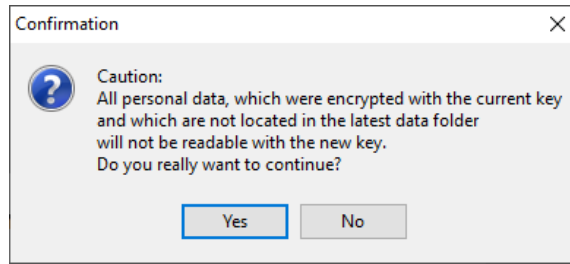 Confirmation
Caution:
All personal data, which were encrypted with the current key
and which are not located in the latest data folder
will not be readable with the new key.
Do you really want to continue?
Yes
No